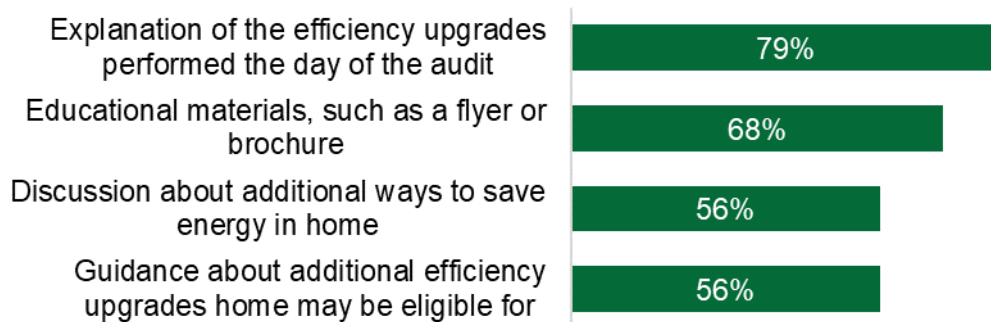 Explanation of the efficiency upgrades
performed the day of the audit
79%
Educational materials, such as a flyer or
brochure
68%
Discussion about additional ways to save
energy in home
56%
Guidance about additional efficiency
upgrades home may be eligible for
56%